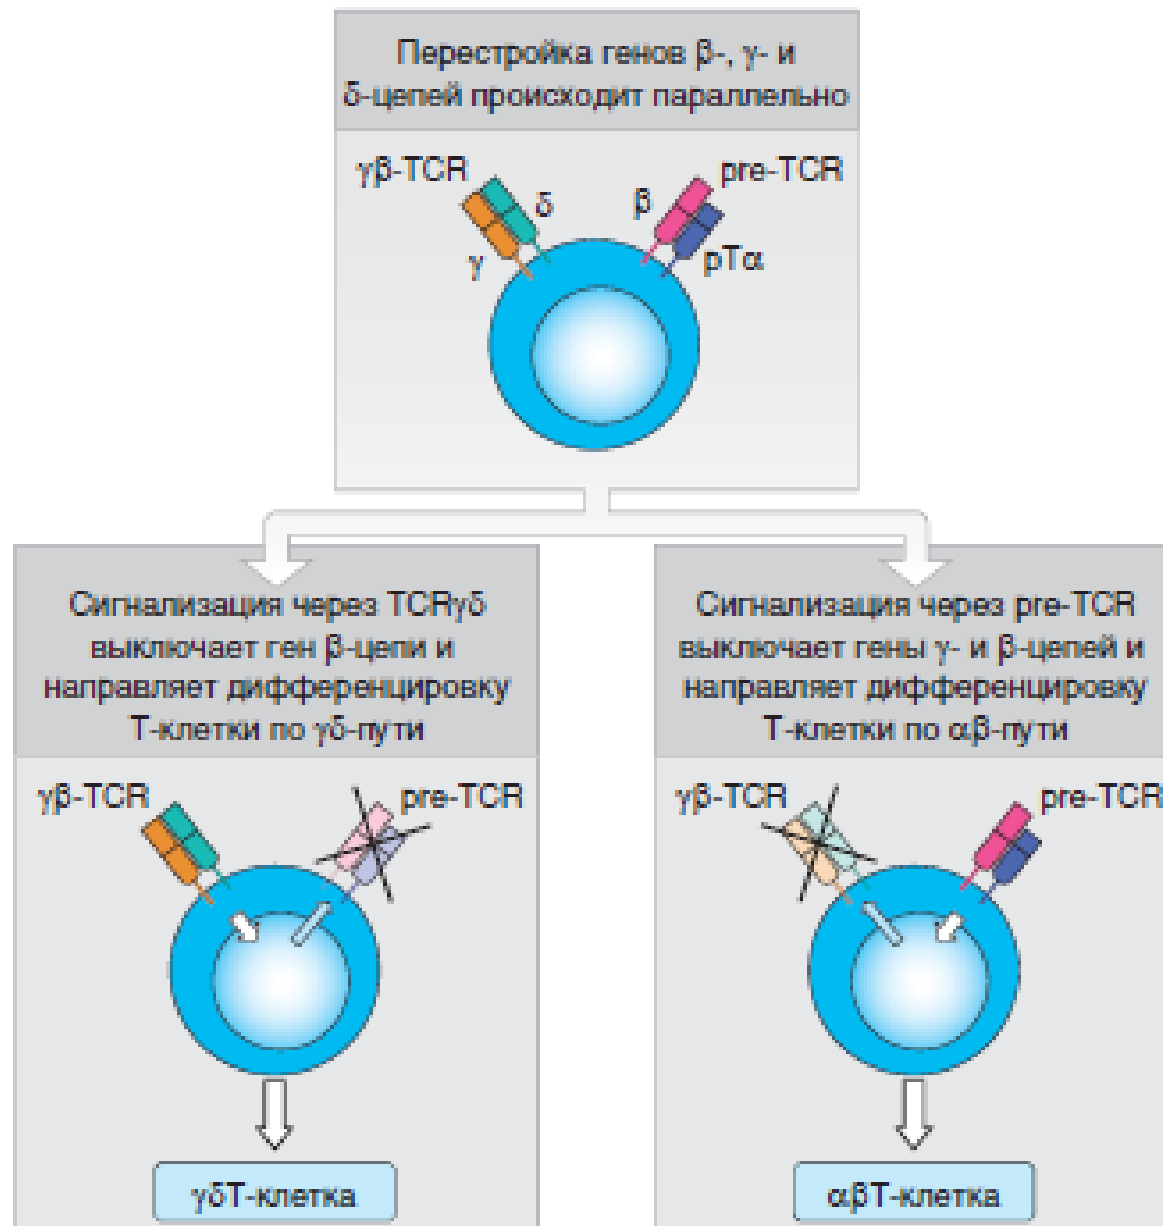 Перестройка генов β-, γ- и
δ-цепей происходит параллельно
γβ-TCR
pre-TCR
δ
β
γ
pTα
Сигнализация через TCRγδ
выключает ген β-цепи и
направляет дифференцировку
Т-клетки по γδ-пути
Сигнализация через pre-TCR
выключает гены γ- и β-цепей и
направляет дифференцировку
Т-клетки по αβ-пути
γβ-TCR
pre-TCR
γβ-TCR
pre-TCR
γδТ-клетка
αβТ-клетка